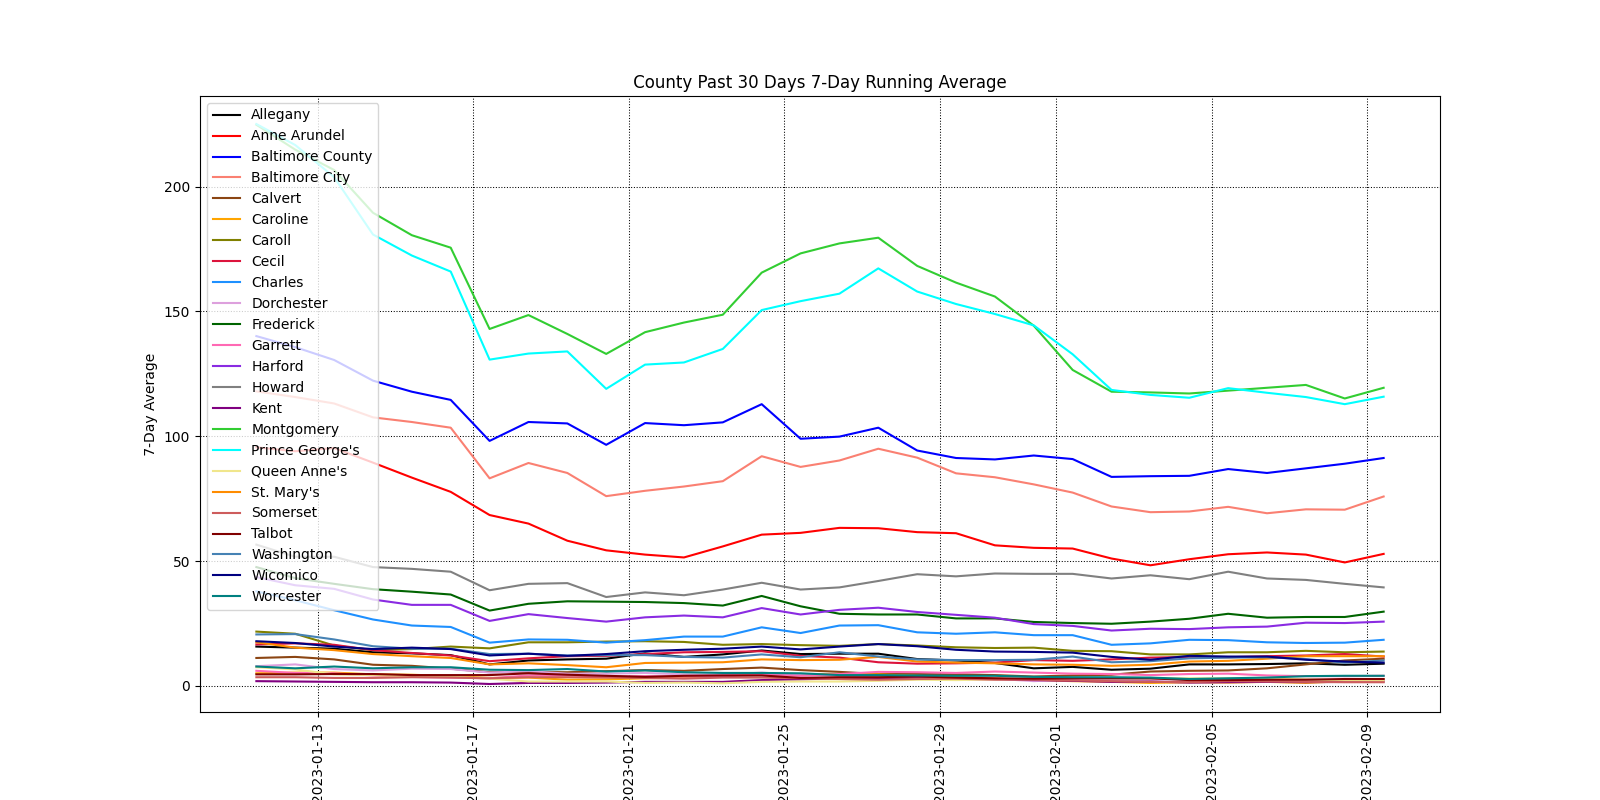 County Past 30 Days 7-Day Running Average
7-Day Average
200
150
100
50
0
Allegany
Anne Arundel
Baltimore County
Baltimore City
Calvert
Caroline
Caroll
Cecil
Charles
Dorchester
Frederick
Garrett
Harford
Howard
Kent
Montgomery
Prince George's
Queen Anne's
St. Mary's
Somerset
Talbot
Washington
Wicomico
Worcester
2023-01-13
2023-01-17
2023-01-21
2023-01-25
2023-01-29
2023-02-01
2023-02-05
2023-02-09